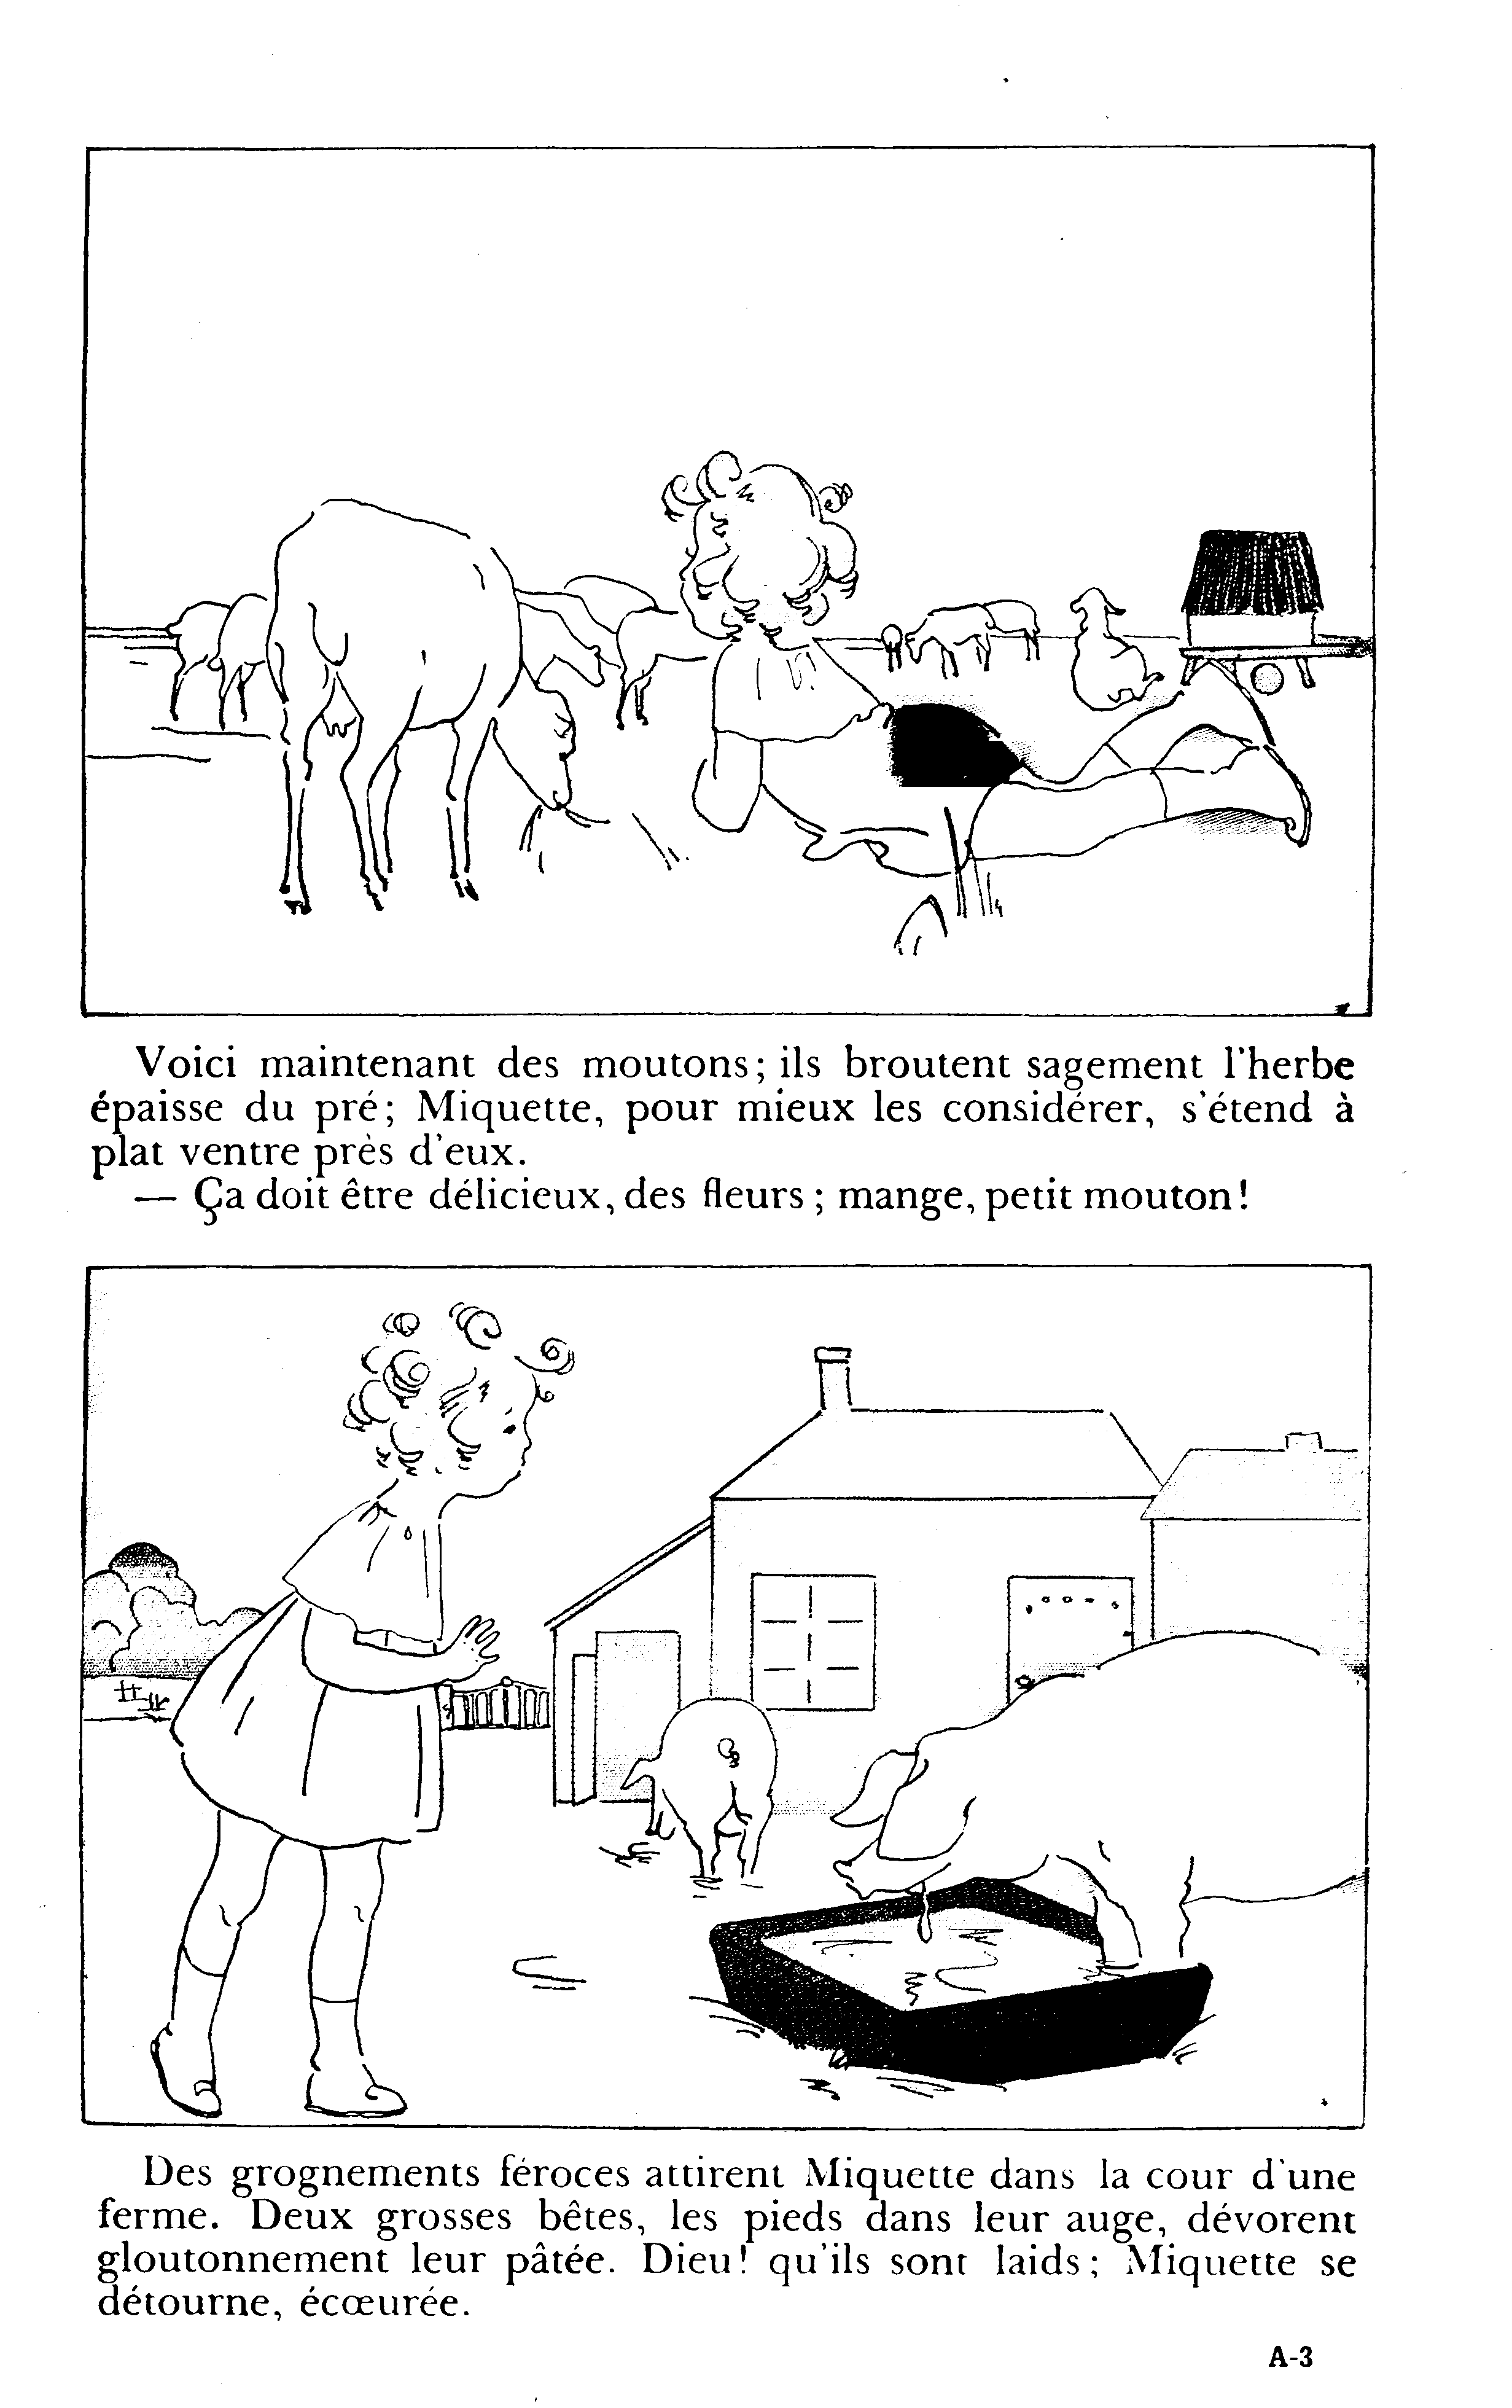 Voici maintenant des moutons; ils broutent sagement l'herbe
épaisse du pré; Miquette, pour mieux les considérer, s'étend à
plat ventre près d'eux.
— Ça doit être délicieux, des fleurs; mange, petit mouton!
Des grognements féroces attirent Miquette dans la cour d'une
ferme. Deux grosses bêtes, les pieds dans leur auge, dévorent
gloutonnement leur pâtée. Dieu! qu'ils sont laids; Miquette se
détourne, écœurée.
A-3